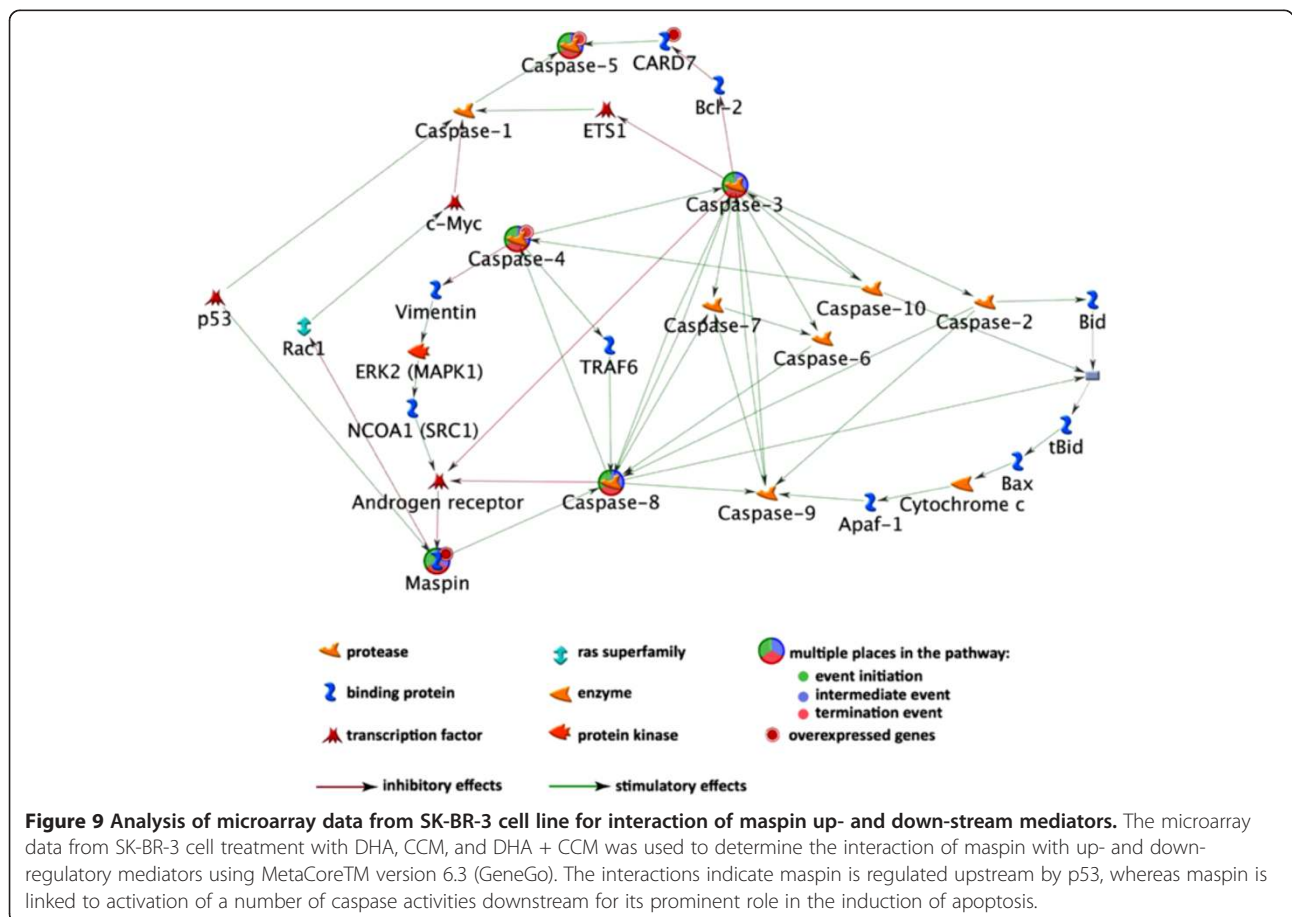 Caspase-5
CARD7
Bcl-2
Caspase-1
ETS1
Caspase-3
c-Myc
Caspase-4
p53
Rac1
Vimentin
Caspase-10
Caspase-2
Bid
Caspase-7
Caspase-6
ERK2 (MAPK1)
TRAF6
NCOA1 (SRC1)
tBid
Androgen receptor
Caspase-8
Caspase-9
Bax
Cytochrome c
Apaf-1
Maspin
protease
ras superfamily
multiple places in the pathway:
event initiation
binding protein
enzyme
intermediate event
termination event
transcription factor
protein kinase
overexpressed genes
inhibitory effects
stimulatory effects
Figure 9 Analysis of microarray data from SK-BR-3 cell line for interaction of maspin up- and down-stream mediators. The microarray
data from SK-BR-3 cell treatment with DHA, CCM, and DHA + CCM was used to determine the interaction of maspin with up- and down-
regulatory mediators using MetaCoreTM version 6.3 (GeneGo). The interactions indicate maspin is regulated upstream by p53, whereas maspin is
linked to activation of a number of caspase activities downstream for its prominent role in the induction of apoptosis.